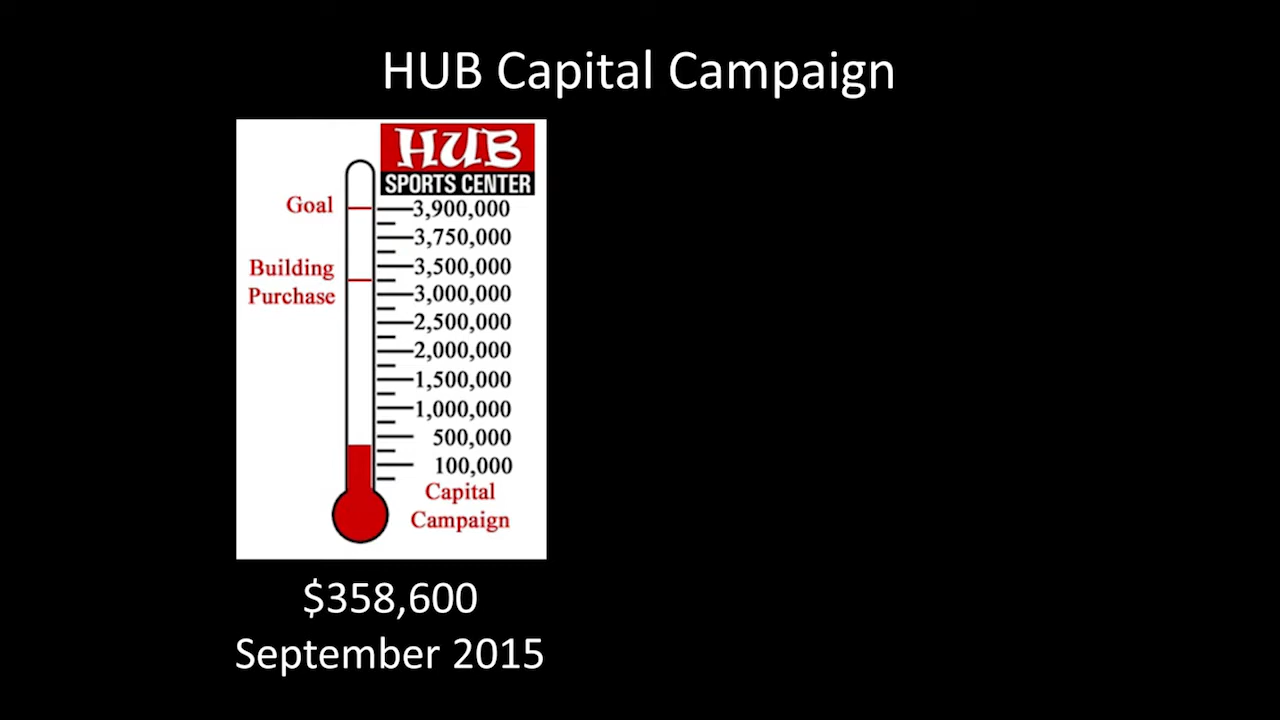 HUB Capital Campaign
HUB
SPORTS CENTER
Goal
3,900,000
3,750,000
Building
Purchase
3,500,000
3,000,000
2,500,000
2,000,000
1,500,000
1,000,000
500,000
100,000
Capital
Campaign
$358,600
September 2015